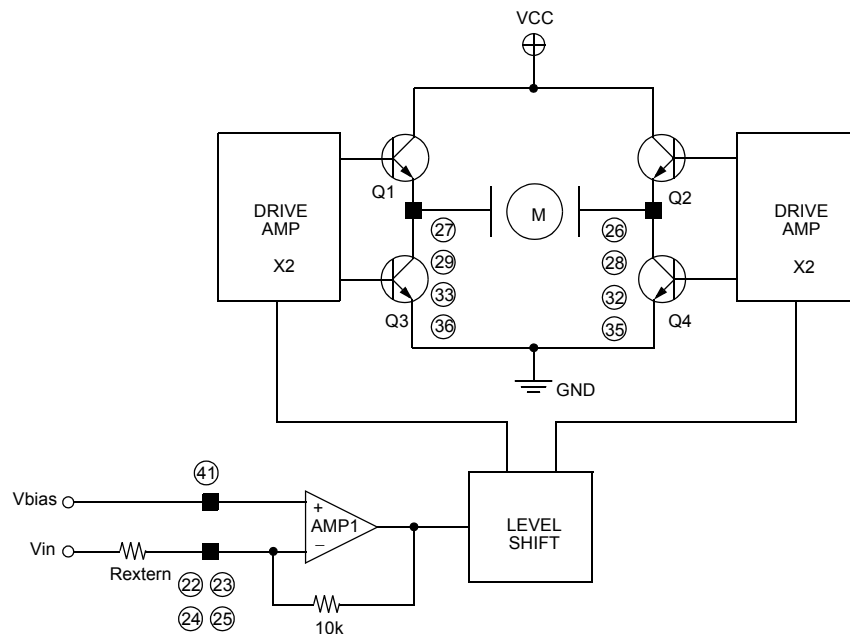 VCC
Q1
Q2
DRIVE
AMP
X2
M
DRIVE
AMP
X2
27
29
33
36
26
28
32
35
Q3
Q4
GND
41
Vbias
+
AMP1
−
Vin
Rextern
22 23
24 25
10k
LEVEL
SHIFT